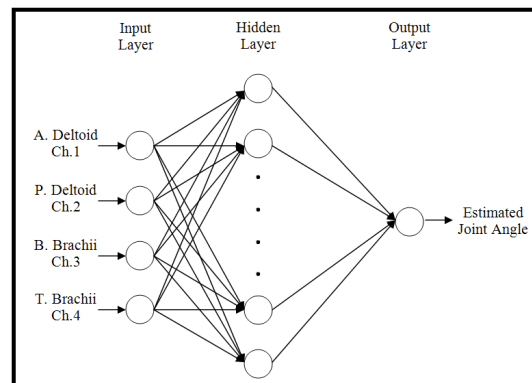 Input
Layer
Hidden
Layer
Output
Layer
A. Deltoid
Ch.1
P. Deltoid
Ch.2
B. Brachii
Ch.3
T. Brachii
Ch.4
Estimated
Joint Angle